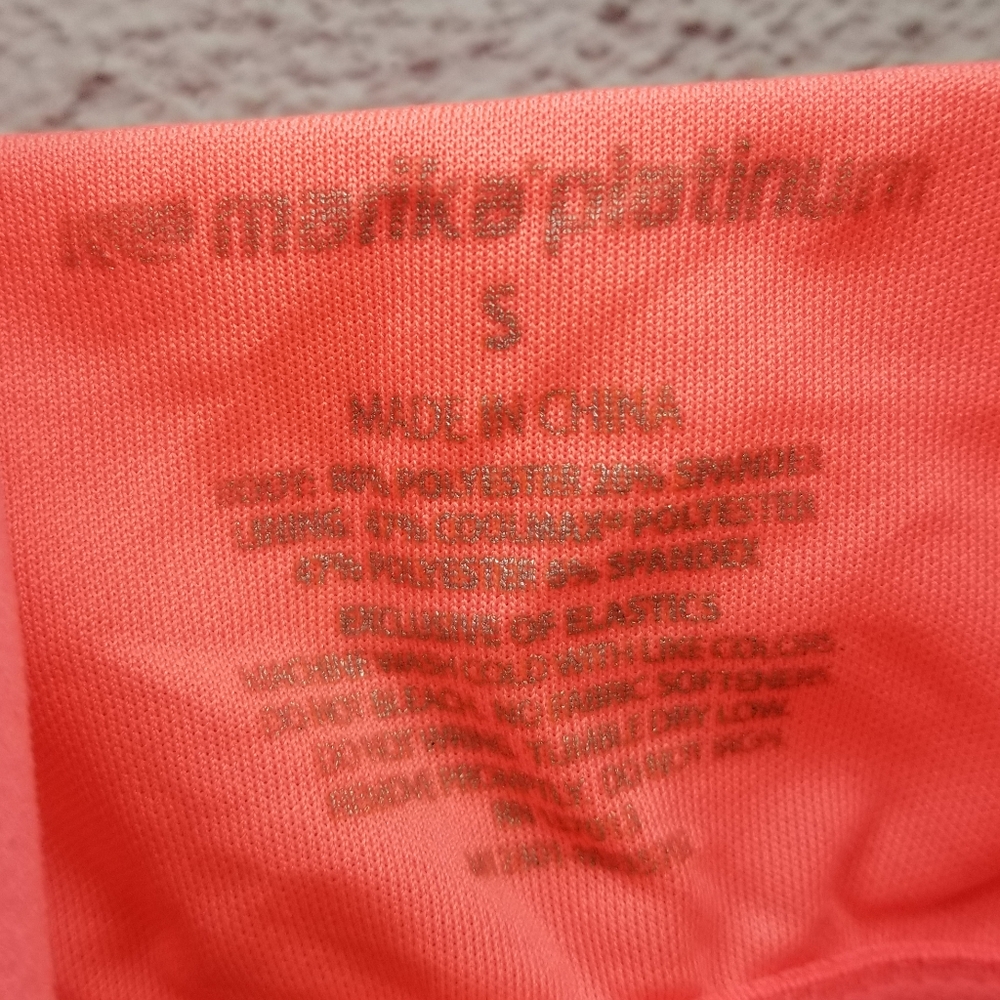 marika platinum
S
MADE IN CHINA
BODY: 80% POLYESTER 20% SPANDEX
LINING: 47% COOLMAX® POLYESTER
47% POLYESTER 6% SPANDEX
EXCLUSIVE OF ELASTICS
MACHINE WASH COLD WITH LIKE COLORS
DO NOT BLEACH. NO FABRIC SOFTENERS
DO NOT TUMBLE DRY LOW.
REMOVE PROMPTLY. DO NOT IRON
RN